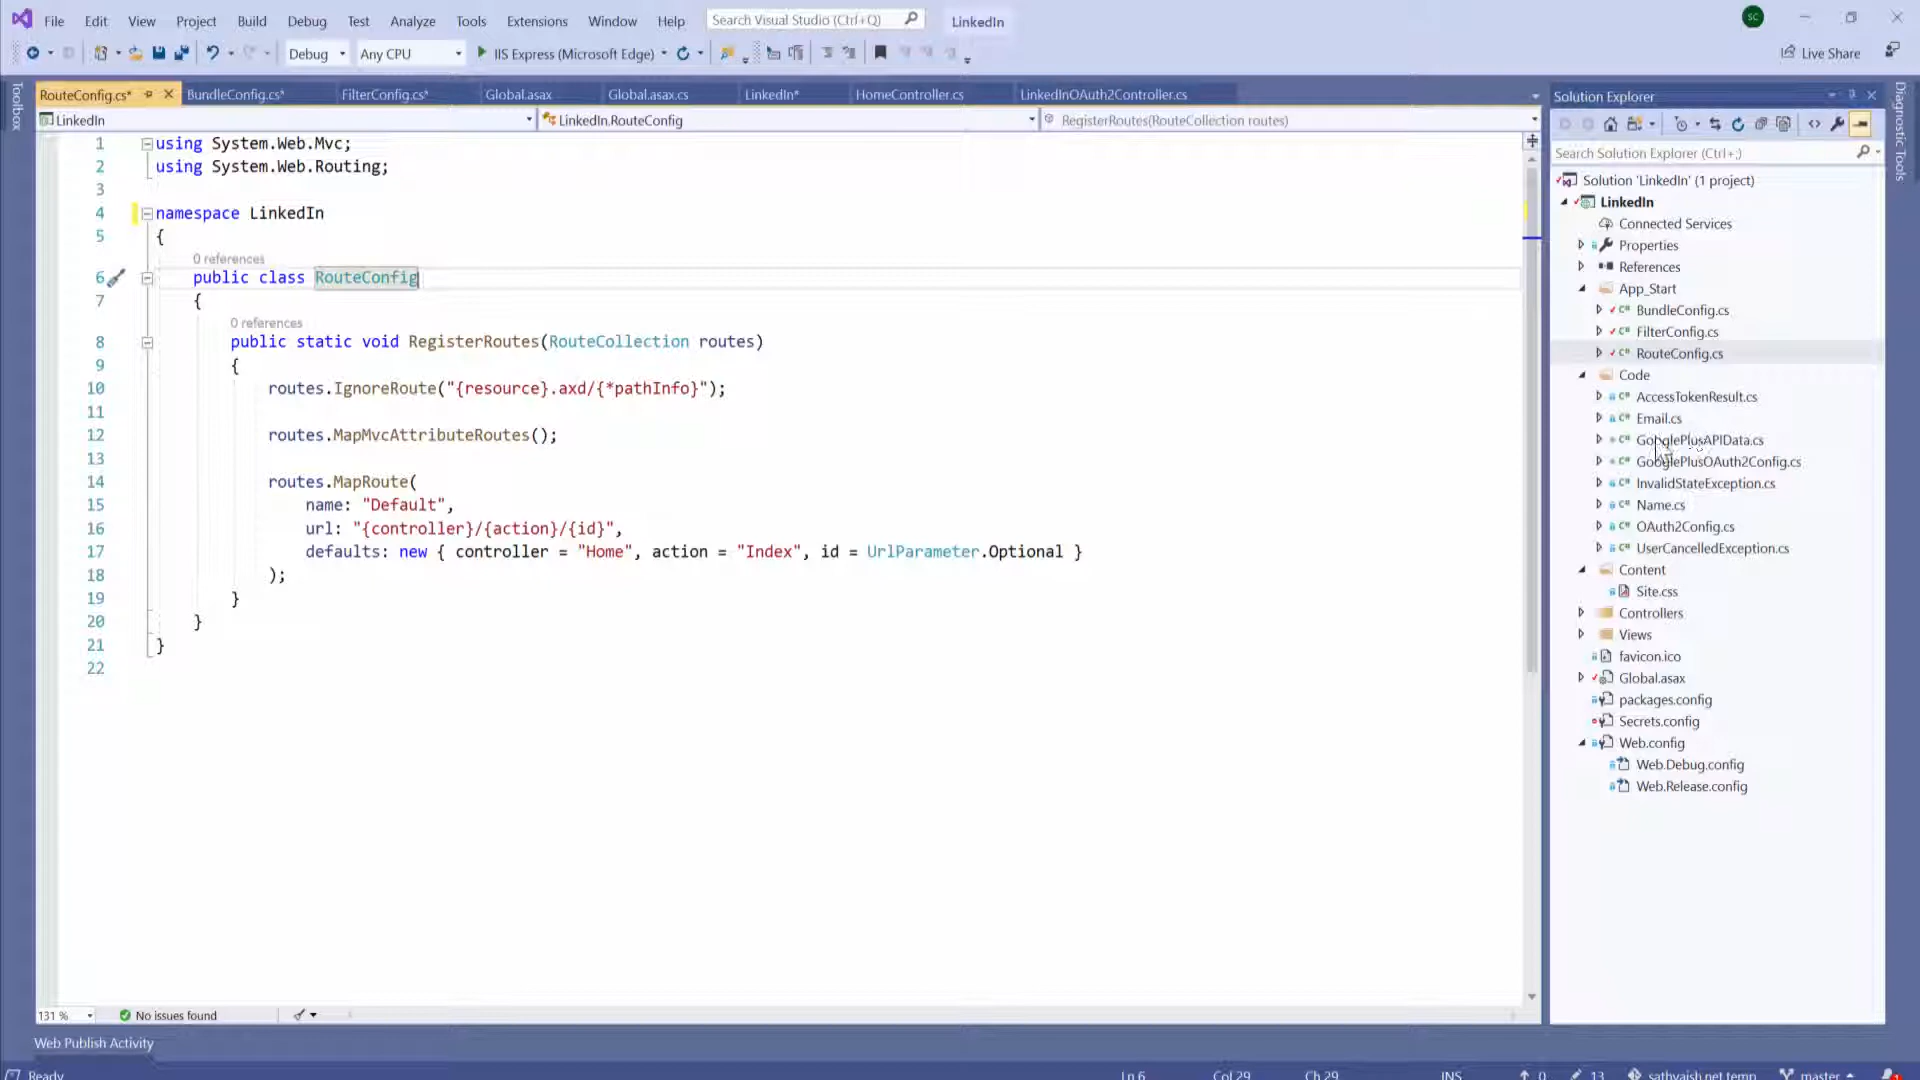 File Edit View Project Build Debug Test Analyze Tools Extensions Window Help Search Visual Studio (Ctrl+Q) LinkedIn SC
Debug Any CPU IIS Express (Microsoft Edge) Live Share
Toolbox
RouteConfig.cs* BundleConfig.cs* FilterConfig.cs* Global.asax Global.asax.cs LinkedIn* HomeController.cs LinkedInOAuth2Controller.cs
LinkedIn LinkedIn.RouteConfig RegisterRoutes(RouteCollection routes)
1 using System.Web.Mvc;
2 using System.Web.Routing;
3
4 namespace LinkedIn
5 {
0 references
6 public class RouteConfig
7 {
0 references
8 public static void RegisterRoutes(RouteCollection routes)
9 {
10 routes.IgnoreRoute("{resource}.axd/{*pathInfo}");
11
12 routes.MapMvcAttributeRoutes();
13
14 routes.MapRoute(
15 name: "Default",
16 url: "{controller}/{action}/{id}",
17 defaults: new { controller = "Home", action = "Index", id = UrlParameter.Optional }
18 );
19 }
20 }
21 }
22
131 % No issues found
Solution Explorer
Search Solution Explorer (Ctrl+;)
Solution 'LinkedIn' (1 project)
LinkedIn
Connected Services
Properties
References
App_Start
BundleConfig.cs
FilterConfig.cs
RouteConfig.cs
Code
AccessTokenResult.cs
Email.cs
GooglePlusAPIData.cs
GooglePlusOAuth2Config.cs
InvalidStateException.cs
Name.cs
OAuth2Config.cs
UserCancelledException.cs
Content
Site.css
Controllers
Views
favicon.ico
Global.asax
packages.config
Secrets.config
Web.config
Web.Debug.config
Web.Release.config
Diagnostic Tools
Web Publish Activity
Ready Ln 6 Col 29 Ch 29 INS 0 13 sathyaish.net.temp master